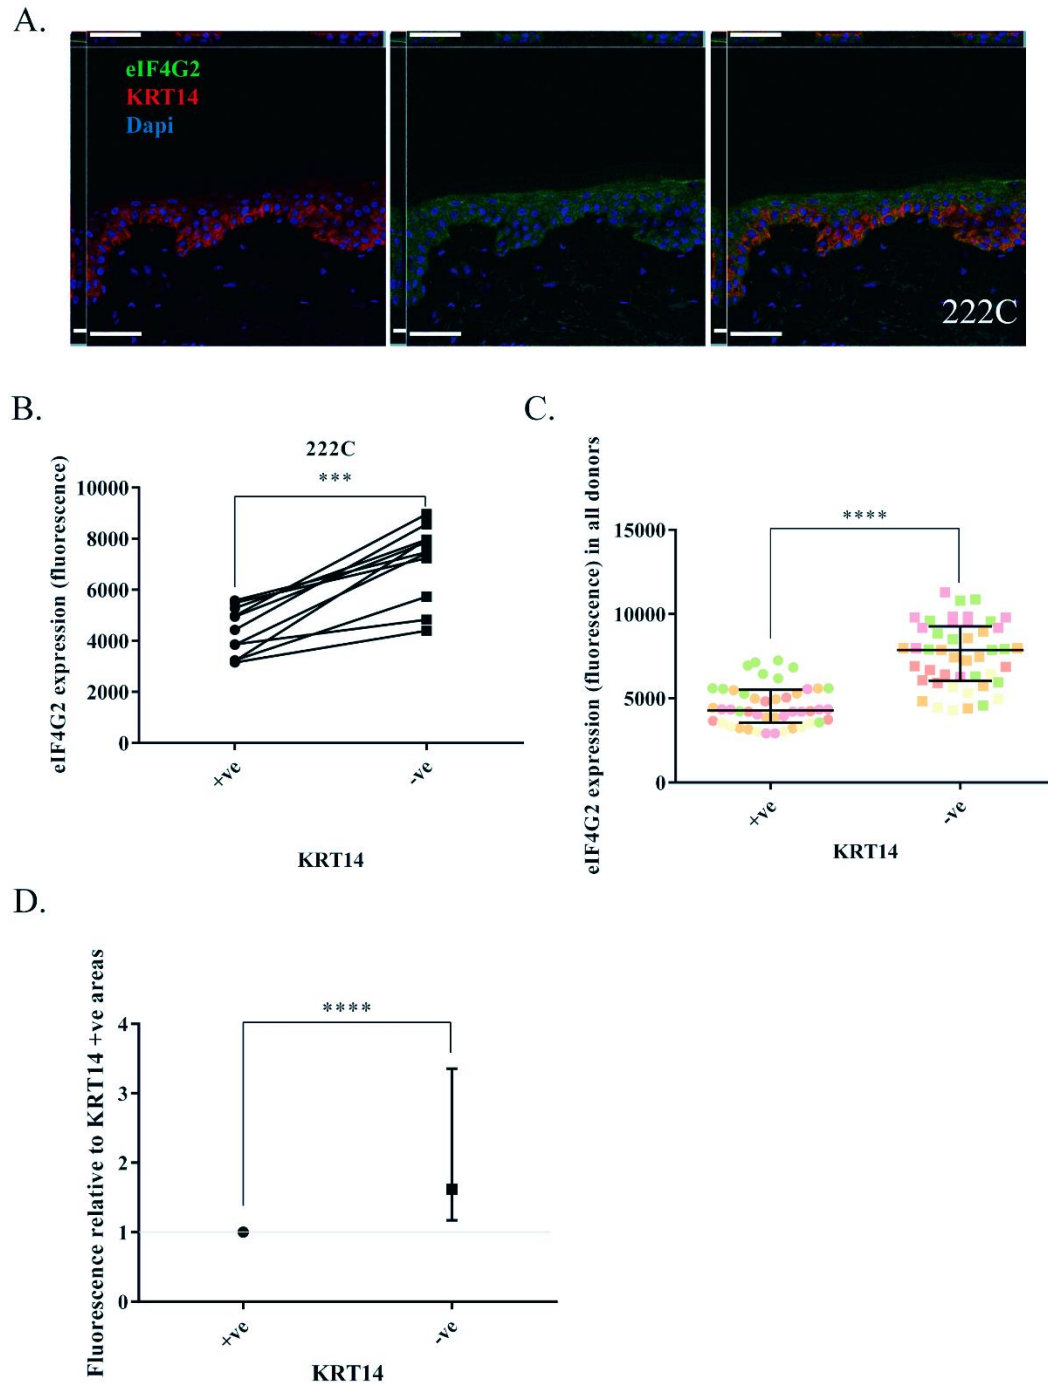 A.
eIF4G2
KRT14
Dapi
222C
B.
222C
***
eIF4G2 expression (fluorescence)
10000
8000
6000
4000
2000
0
+ve
-ve
KRT14
C.
eIF4G2 expression (fluorescence) in all donors
****
15000
10000
5000
0
+ve
-ve
KRT14
D.
Fluorescence relative to KRT14 +ve areas
****
4
3
2
1
0
+ve
-ve
KRT14